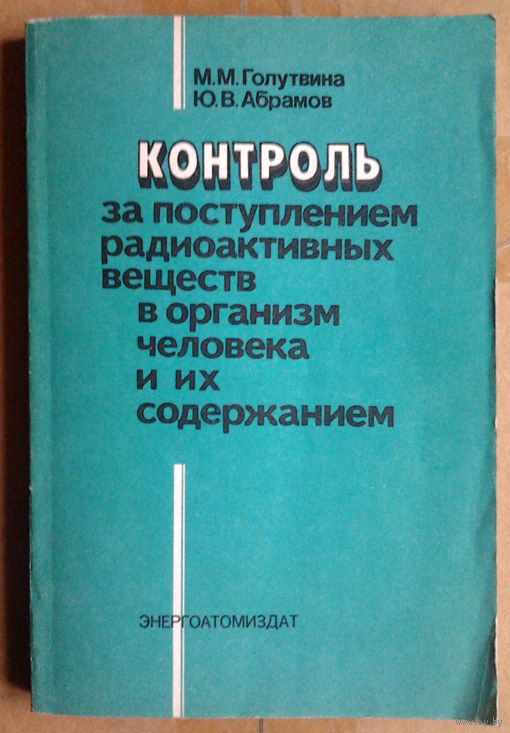 М.М.Голутвина
Ю.В.Абрамов
КОНТРОЛЬ
за поступлением
радиоактивных
веществ
в организм
человека
и их
содержанием
ЭНЕРГОАТОМИЗДАТ